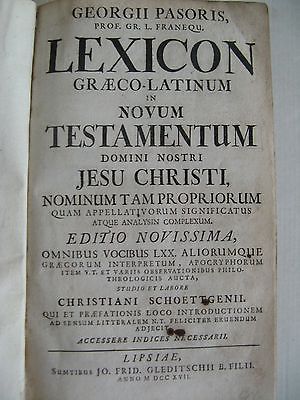 GEORGII PASORIS,
PROF. GR. L. FRANEQU.
LEXICON
GRÆCO-LATINUM
IN
NOVUM
TESTAMENTUM
DOMINI NOSTRI
JESU CHRISTI,
NOMINUM TAM PROPRIORUM
QUAM APPELLATIVORUM SIGNIFICATUS
ATQUE ANALYSIN COMPLEXUM.
EDITIO NOVISSIMA,
OMNIBUS VOCIBUS LXX. ALIORUMQUE
GRÆCORUM INTERPRETUM, APOCRYPHORUM
ITEM V.T. ET VARIIS OBSERVATIONIBUS PHILO-
THEOLOGICIS AUCTA,
STUDIO ET LABORE
CHRISTIANI SCHOETTGENII.
QUI ET PRÆFATIONIS LOCO INTRODUCTIONEM
AD SENSUM LITTERALEM N.T. FELICITER ERUENDUM
ADJECIT.
ACCESSERE INDICES NECESSARII.
LIPSIAE,
Sumtibus JO. FRID. GLEDITSCHII B. FILII.
ANNO M DCC XVII.